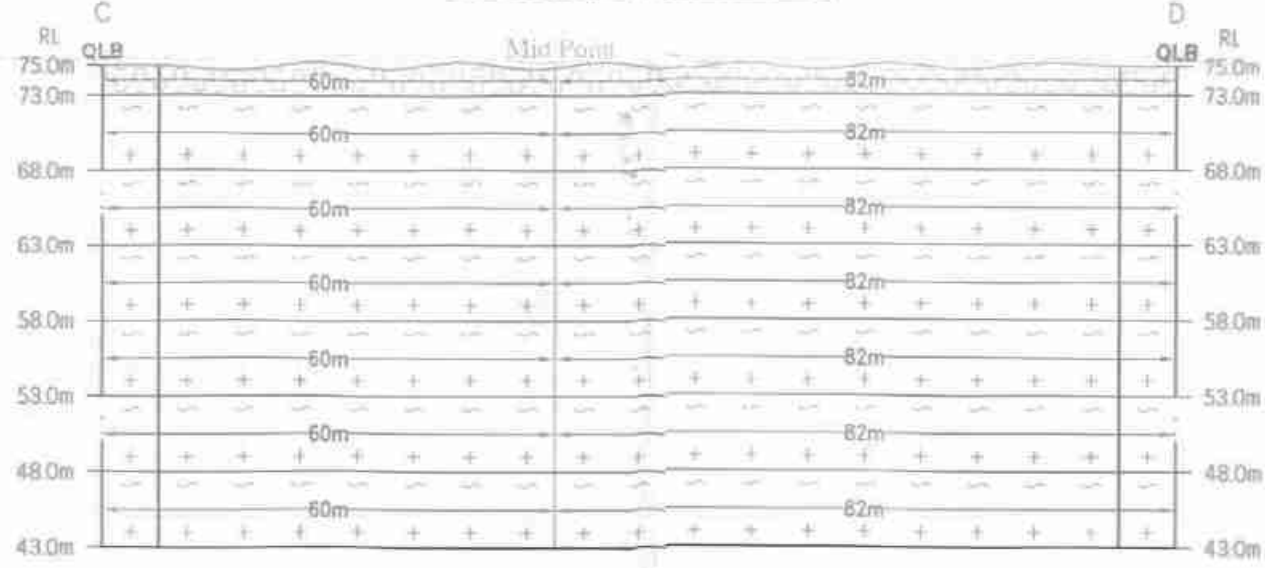 C D
RL QLB Mid Point QLB RL
75.0m 60m 82m 75.0m
73.0m 73.0m
60m 82m
68.0m 68.0m
60m 82m
63.0m 63.0m
60m 82m
58.0m 58.0m
60m 82m
53.0m 53.0m
60m 82m
48.0m 48.0m
60m 82m
43.0m 43.0m